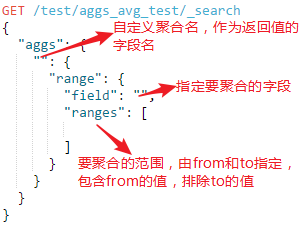 GET /test/aggs_avg_test/_search
{
自定义聚合名，作为返回值的
字段名
"aggs": {
"": {
"range": {
指定要聚合的字段
"field": "",
"ranges": [
]
要聚合的范围，由from和to指定，
包含from的值，排除to的值
}
}
}
}